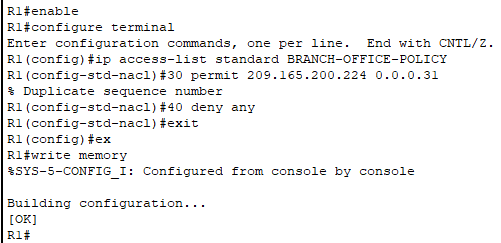 R1#enable
R1#configure terminal
Enter configuration commands, one per line.  End with CNTL/Z.
R1(config)#ip access-list standard BRANCH-OFFICE-POLICY
R1(config-std-nacl)#30 permit 209.165.200.224 0.0.0.31
% Duplicate sequence number
R1(config-std-nacl)#40 deny any
R1(config-std-nacl)#exit
R1(config)#ex
R1#write memory
%SYS-5-CONFIG_I: Configured from console by console

Building configuration...
[OK]
R1#